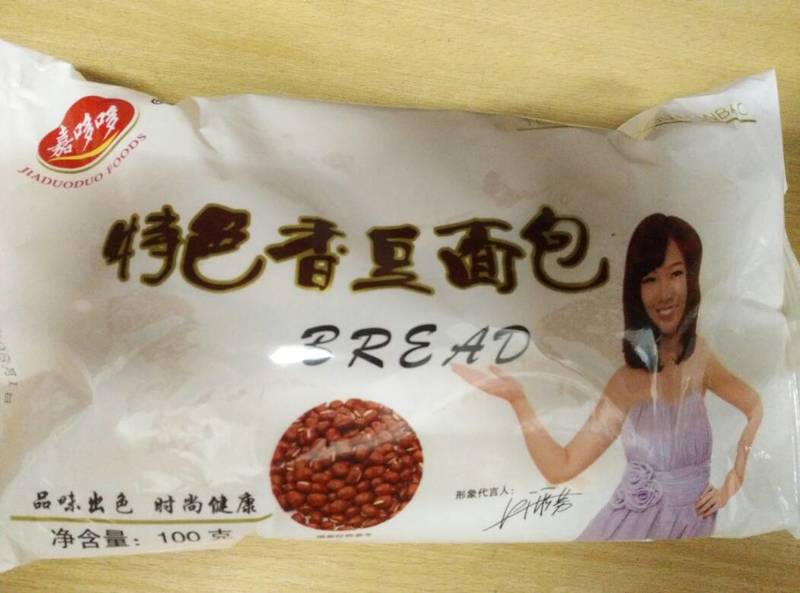 嘉哆哆
JIADUODUO FOODS
特色香豆面包
BREAD
品味出色 时尚健康
净含量：100克
形象代言人：